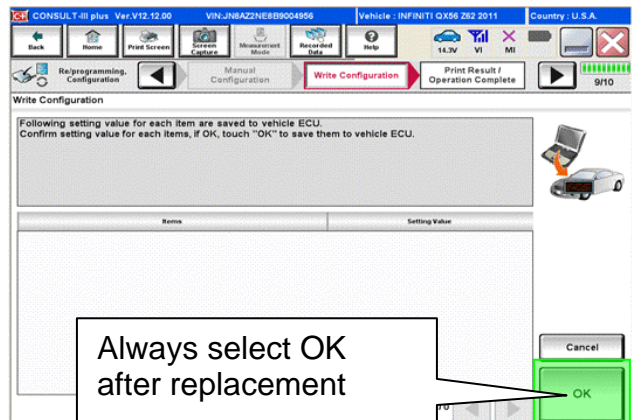 CONSULT-III plus Ver.V12.12.00 VIN:JN8AZ2NE8B9004956 Vehicle : INFINITI QX56 Z62 2011 Country : U.S.A.
Back Home Print Screen Screen Capture Measurement Mode Recorded Data Help 14.3V VI MI
Re/programming, Configuration Manual Configuration Write Configuration Print Result / Operation Complete 9/10
Write Configuration
Following setting value for each item are saved to vehicle ECU.
Confirm setting value for each items, if OK, touch "OK" to save them to vehicle ECU.
Items Setting Value
Always select OK
after replacement
Cancel
OK